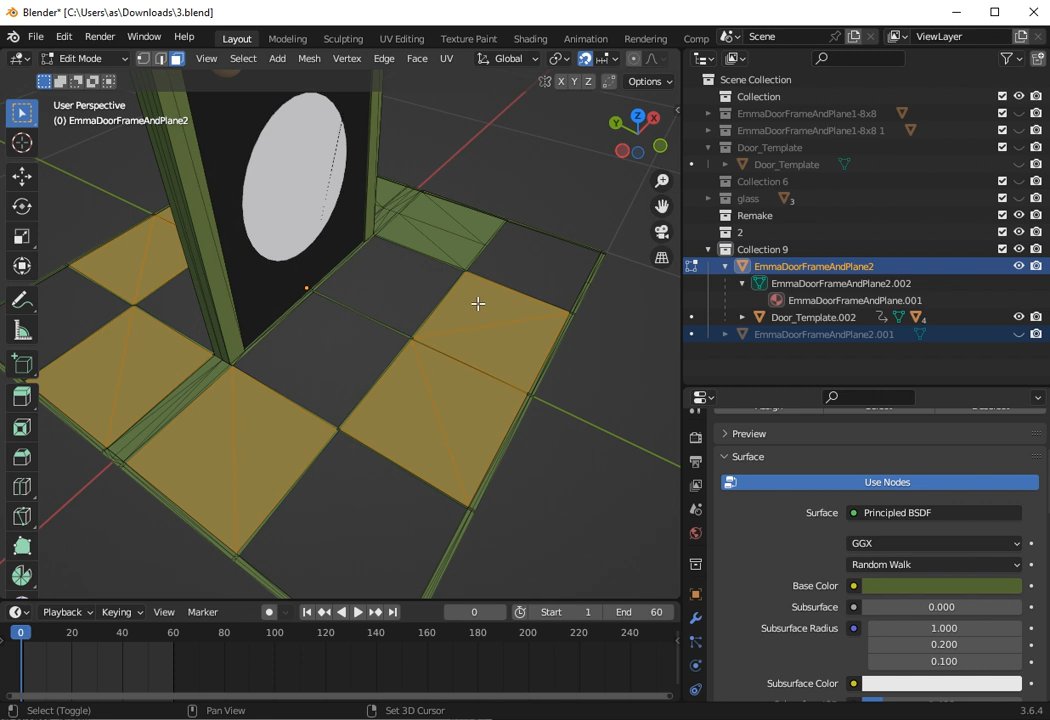 Blender* [C:\Users\as\Downloads\3.blend]
File Edit Render Window Help
Layout Modeling Sculpting UV Editing Texture Paint Shading Animation Rendering Comp
Scene ViewLayer
Edit Mode View Select Add Mesh Vertex Edge Face UV Global
X Y Z Options
User Perspective
(0) EmmaDoorFrameAndPlane2
Z
X
Y
Scene Collection
Collection
EmmaDoorFrameAndPlane1-8x8
EmmaDoorFrameAndPlane1-8x8 1
Door_Template
Door_Template
Collection 6
glass 3
Remake
2
Collection 9
EmmaDoorFrameAndPlane2
EmmaDoorFrameAndPlane2.002
EmmaDoorFrameAndPlane.001
Door_Template.002 4
EmmaDoorFrameAndPlane2.001
Preview
Surface
Use Nodes
Surface Principled BSDF
GGX
Random Walk
Base Color
Subsurface 0.000
Subsurface Radius 1.000
0.200
0.100
Subsurface Color
Playback Keying View Marker 0 Start 1 End 60
0 20 40 60 80 100 120 140 160 180 200 220 240
Select (Toggle) Pan View Set 3D Cursor 3.6.4